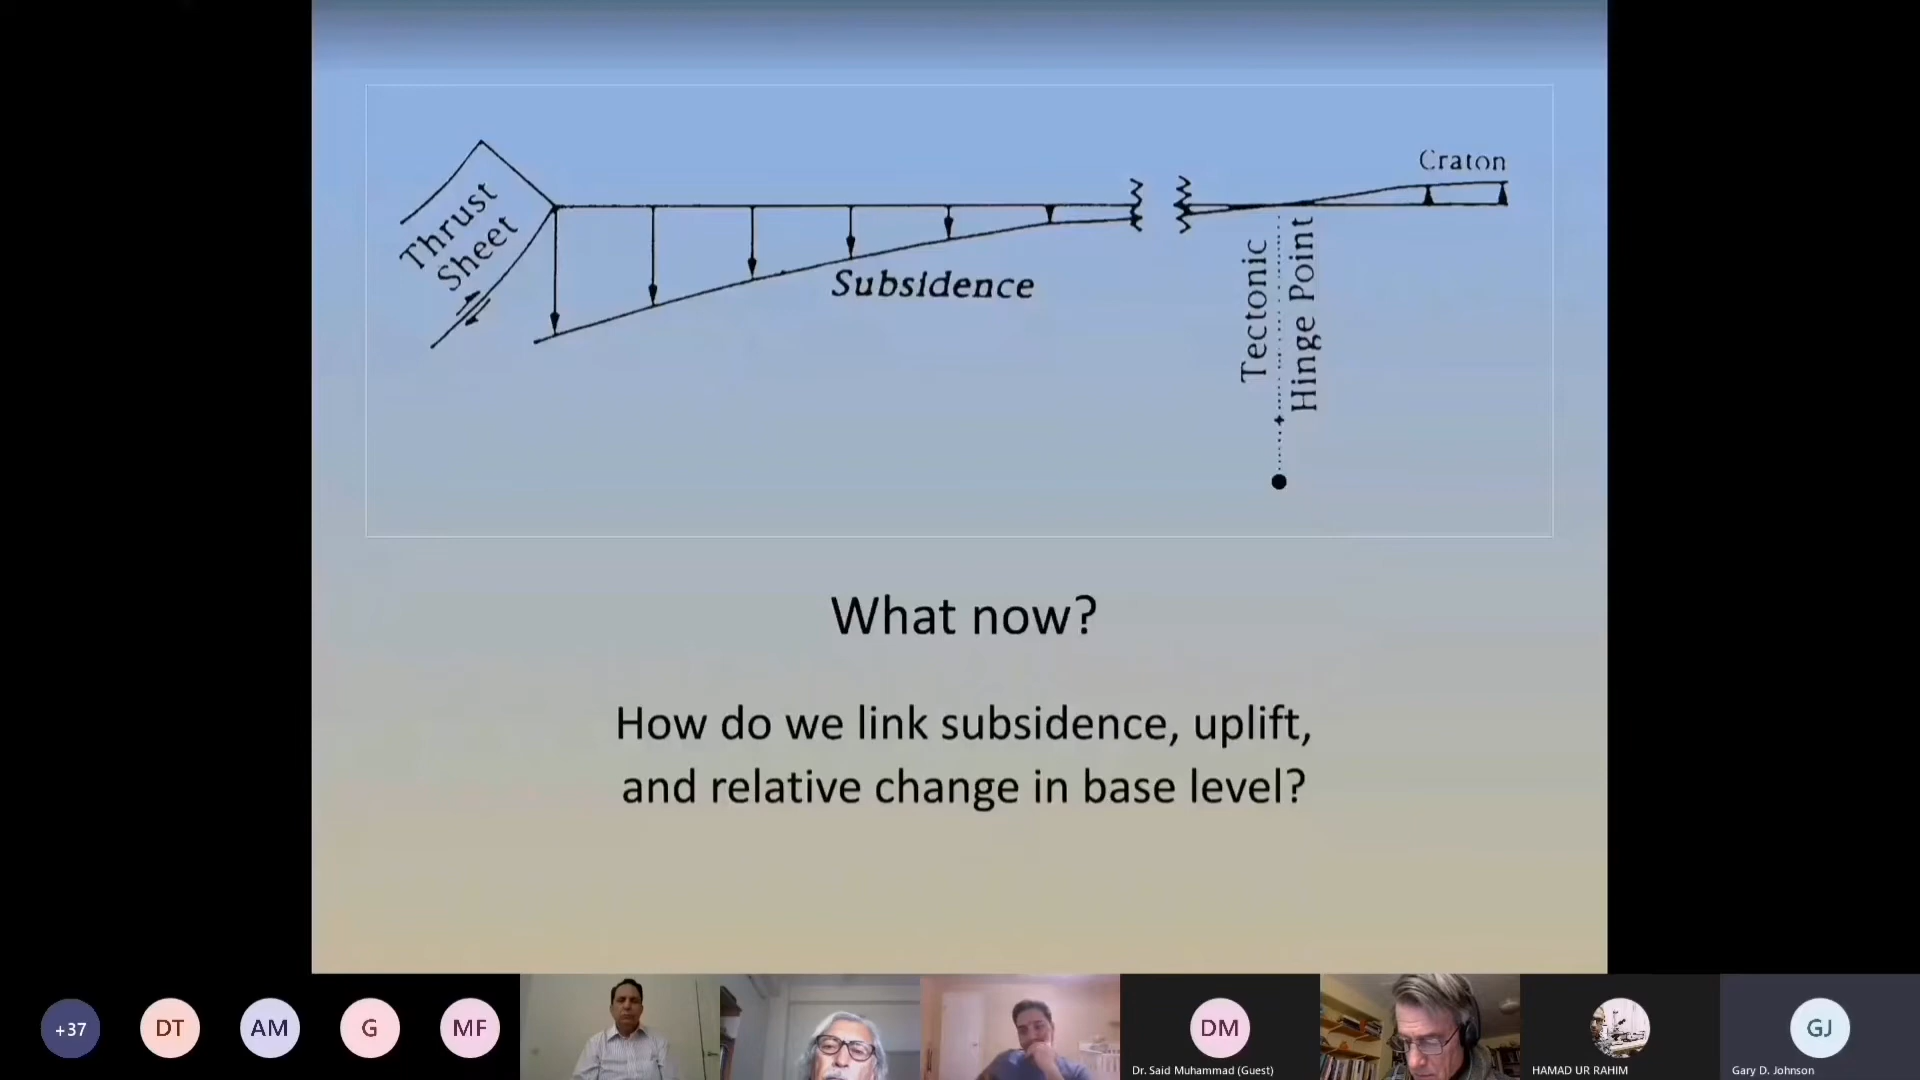 Craton
Thrust
Sheet
Subsidence
Tectonic
Hinge Point
What now?
How do we link subsidence, uplift,
and relative change in base level?
+37
DT
AM
G
MF
DM
Dr. Said Muhammad (Guest)
HAMAD UR RAHIM
GJ
Gary D. Johnson